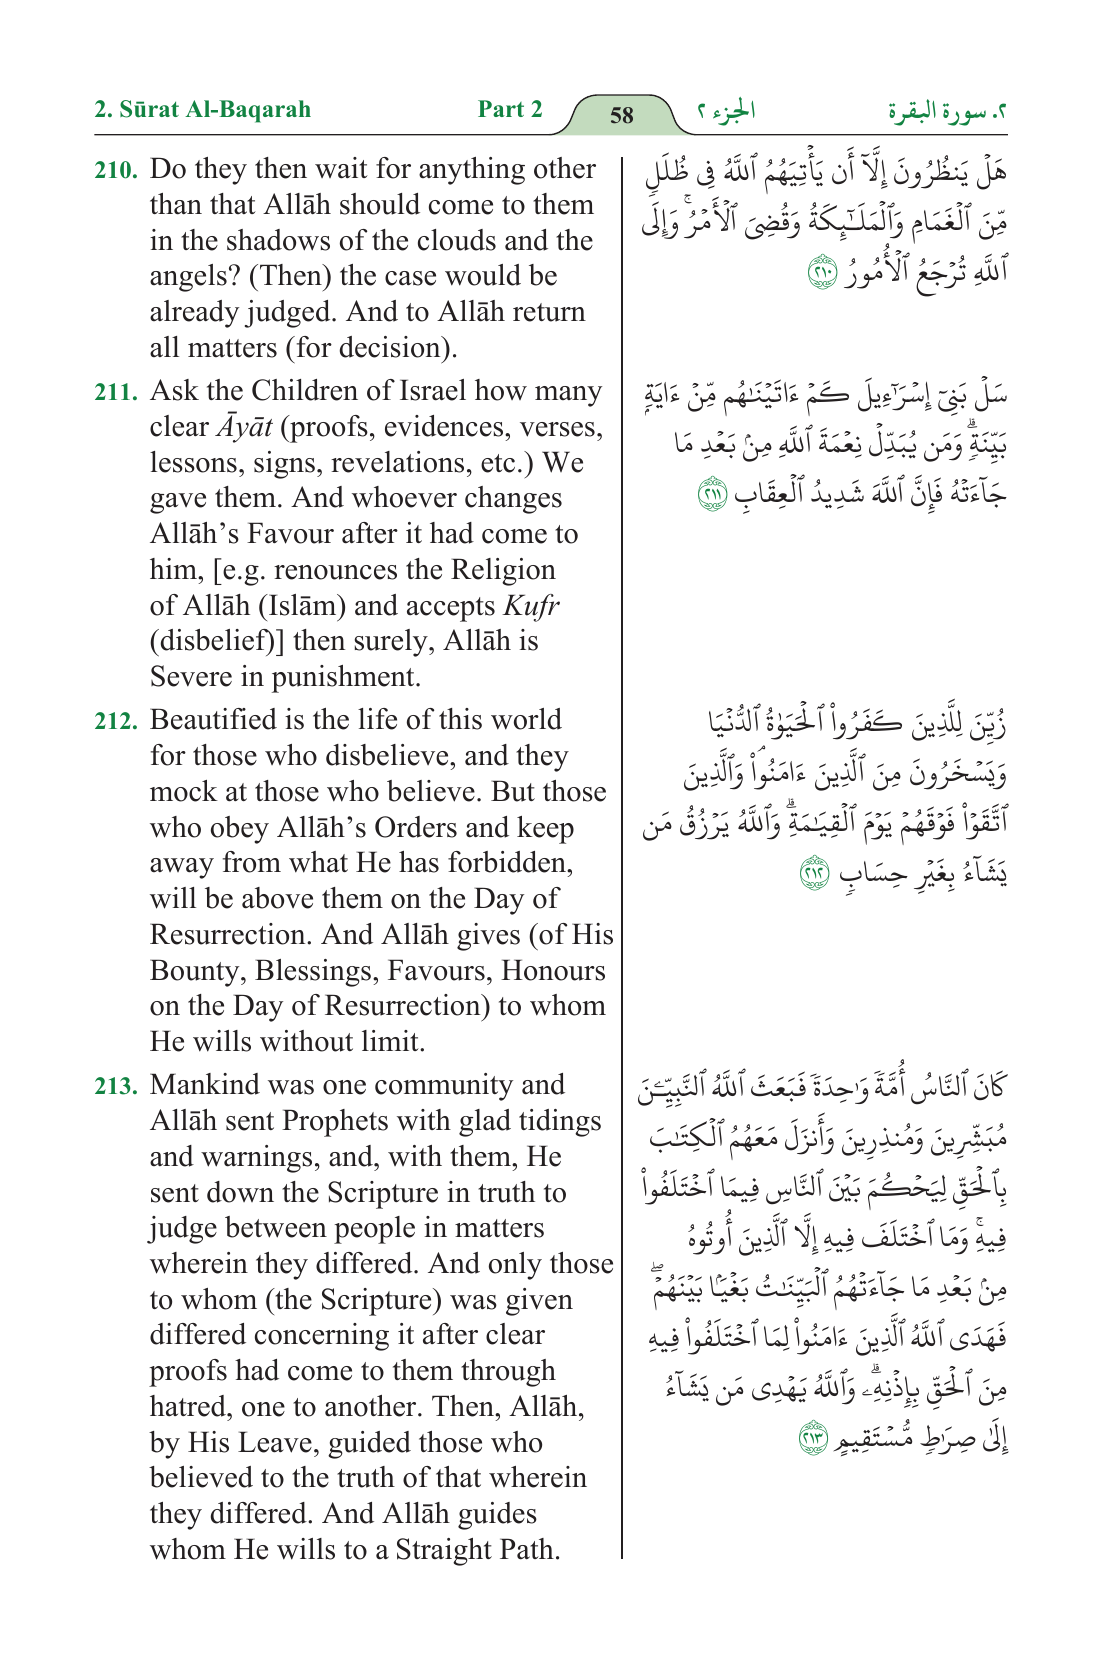 2. Sūrat Al-Baqarah
Part 2
58
الجزء ٢
٢. سورة البقرة
210. Do they then wait for anything other
than that Allāh should come to them
in the shadows of the clouds and the
angels? (Then) the case would be
already judged. And to Allāh return
all matters (for decision).
هَلْ يَنظُرُونَ إِلَّآ أَن يَأْتِيَهُمُ ٱللَّهُ فِى ظُلَلٍ
مِّنَ ٱلْغَمَامِ وَٱلْمَلَـٰٓئِكَةُ وَقُضِىَ ٱلْأَمْرُ ۚ وَإِلَى
ٱللَّهِ تُرْجَعُ ٱلْأُمُورُ ٢١٠
211. Ask the Children of Israel how many
clear Āyāt (proofs, evidences, verses,
lessons, signs, revelations, etc.) We
gave them. And whoever changes
Allāh’s Favour after it had come to
him, [e.g. renounces the Religion
of Allāh (Islām) and accepts Kufr
(disbelief)] then surely, Allāh is
Severe in punishment.
سَلْ بَنِىٓ إِسْرَٰٓءِيلَ كَمْ ءَاتَيْنَـٰهُم مِّنْ ءَايَةٍۭ
بَيِّنَةٍ ۗ وَمَن يُبَدِّلْ نِعْمَةَ ٱللَّهِ مِنۢ بَعْدِ مَا
جَآءَتْهُ فَإِنَّ ٱللَّهَ شَدِيدُ ٱلْعِقَابِ ٢١١
212. Beautified is the life of this world
for those who disbelieve, and they
mock at those who believe. But those
who obey Allāh’s Orders and keep
away from what He has forbidden,
will be above them on the Day of
Resurrection. And Allāh gives (of His
Bounty, Blessings, Favours, Honours
on the Day of Resurrection) to whom
He wills without limit.
زُيِّنَ لِلَّذِينَ كَفَرُوا۟ ٱلْحَيَوٰةُ ٱلدُّنْيَا
وَيَسْخَرُونَ مِنَ ٱلَّذِينَ ءَامَنُوا۟ ۘ وَٱلَّذِينَ
ٱتَّقَوْا۟ فَوْقَهُمْ يَوْمَ ٱلْقِيَـٰمَةِ ۗ وَٱللَّهُ يَرْزُقُ مَن
يَشَآءُ بِغَيْرِ حِسَابٍ ٢١٢
213. Mankind was one community and
Allāh sent Prophets with glad tidings
and warnings, and, with them, He
sent down the Scripture in truth to
judge between people in matters
wherein they differed. And only those
to whom (the Scripture) was given
differed concerning it after clear
proofs had come to them through
hatred, one to another. Then, Allāh,
by His Leave, guided those who
believed to the truth of that wherein
they differed. And Allāh guides
whom He wills to a Straight Path.
كَانَ ٱلنَّاسُ أُمَّةً وَٰحِدَةً فَبَعَثَ ٱللَّهُ ٱلنَّبِيِّـۧنَ
مُبَشِّرِينَ وَمُنذِرِينَ وَأَنزَلَ مَعَهُمُ ٱلْكِتَـٰبَ
بِٱلْحَقِّ لِيَحْكُمَ بَيْنَ ٱلنَّاسِ فِيمَا ٱخْتَلَفُوا۟
فِيهِ ۚ وَمَا ٱخْتَلَفَ فِيهِ إِلَّا ٱلَّذِينَ أُوتُوهُ
مِنۢ بَعْدِ مَا جَآءَتْهُمُ ٱلْبَيِّنَـٰتُ بَغْيًۢا بَيْنَهُمْ ۖ
فَهَدَى ٱللَّهُ ٱلَّذِينَ ءَامَنُوا۟ لِمَا ٱخْتَلَفُوا۟ فِيهِ
مِنَ ٱلْحَقِّ بِإِذْنِهِۦ ۗ وَٱللَّهُ يَهْدِى مَن يَشَآءُ
إِلَىٰ صِرَٰطٍ مُّسْتَقِيمٍ ٢١٣